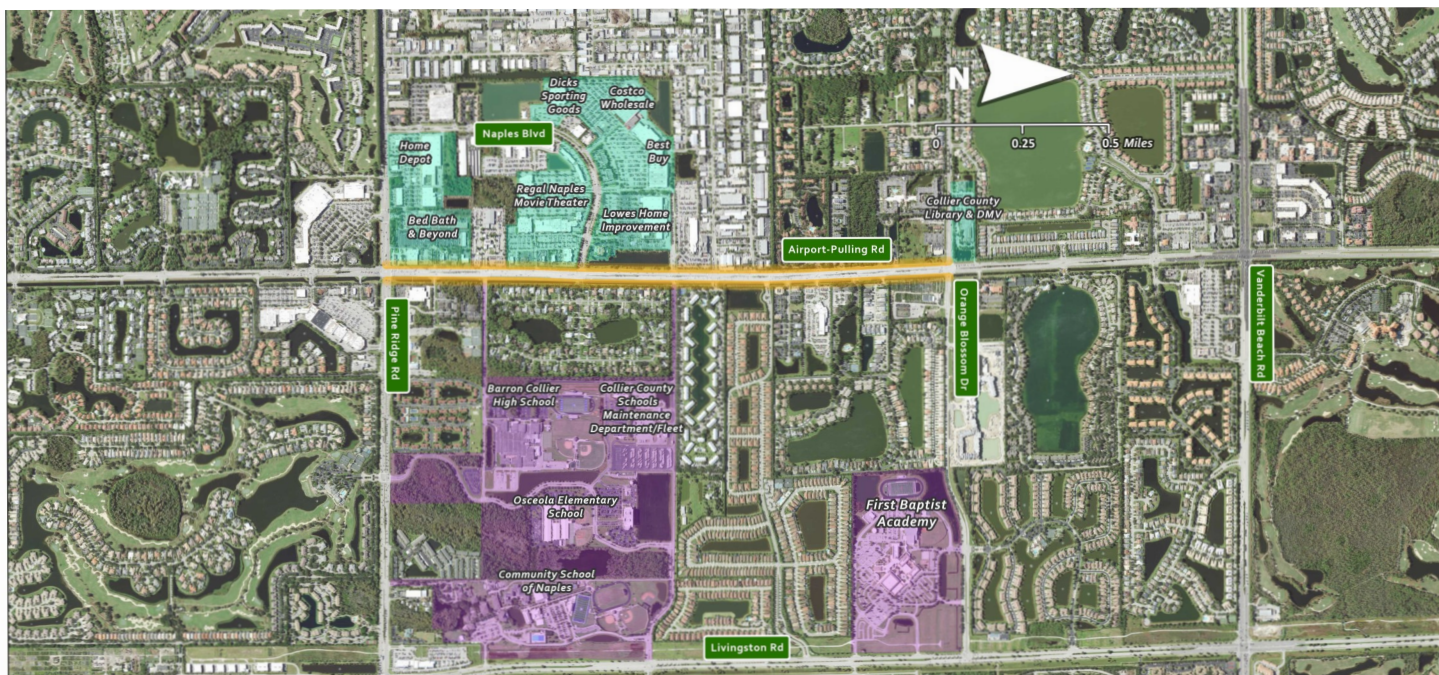 N
0 0.25 0.5 Miles
Dicks
Sporting
Goods
Costco
Wholesale
Naples Blvd
Home
Depot
Best
Buy
Regal Naples
Movie Theater
Bed Bath
& Beyond
Lowes Home
Improvement
Collier County
Library & DMV
Airport-Pulling Rd
Pine Ridge Rd
Orange Blossom Dr
Vanderbilt Beach Rd
Barron Collier
High School
Collier County
Schools
Maintenance
Department/Fleet
Osceola Elementary
School
First Baptist
Academy
Community School
of Naples
Livingston Rd